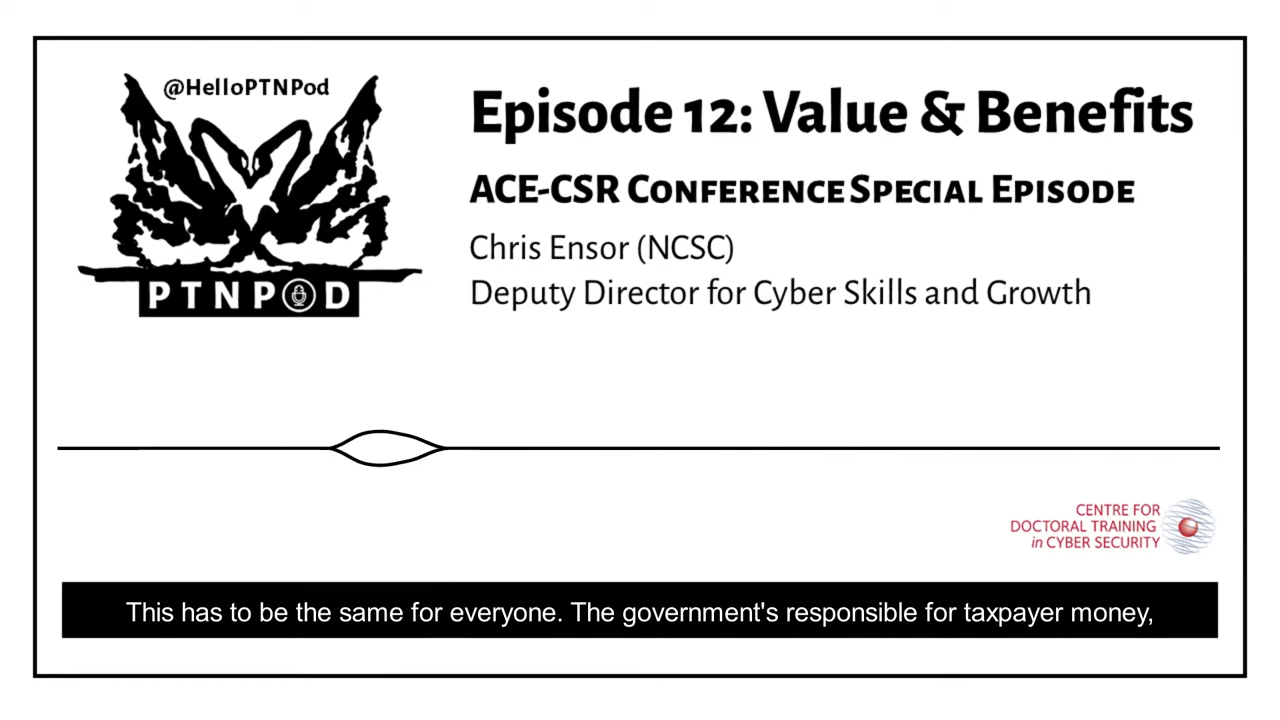 @HelloPTNPod
PTNPOD
Episode 12: Value & Benefits
ACE-CSR Conference Special Episode
Chris Ensor (NCSC)
Deputy Director for Cyber Skills and Growth
CENTRE FOR
DOCTORAL TRAINING
in CYBER SECURITY
This has to be the same for everyone. The government's responsible for taxpayer money,